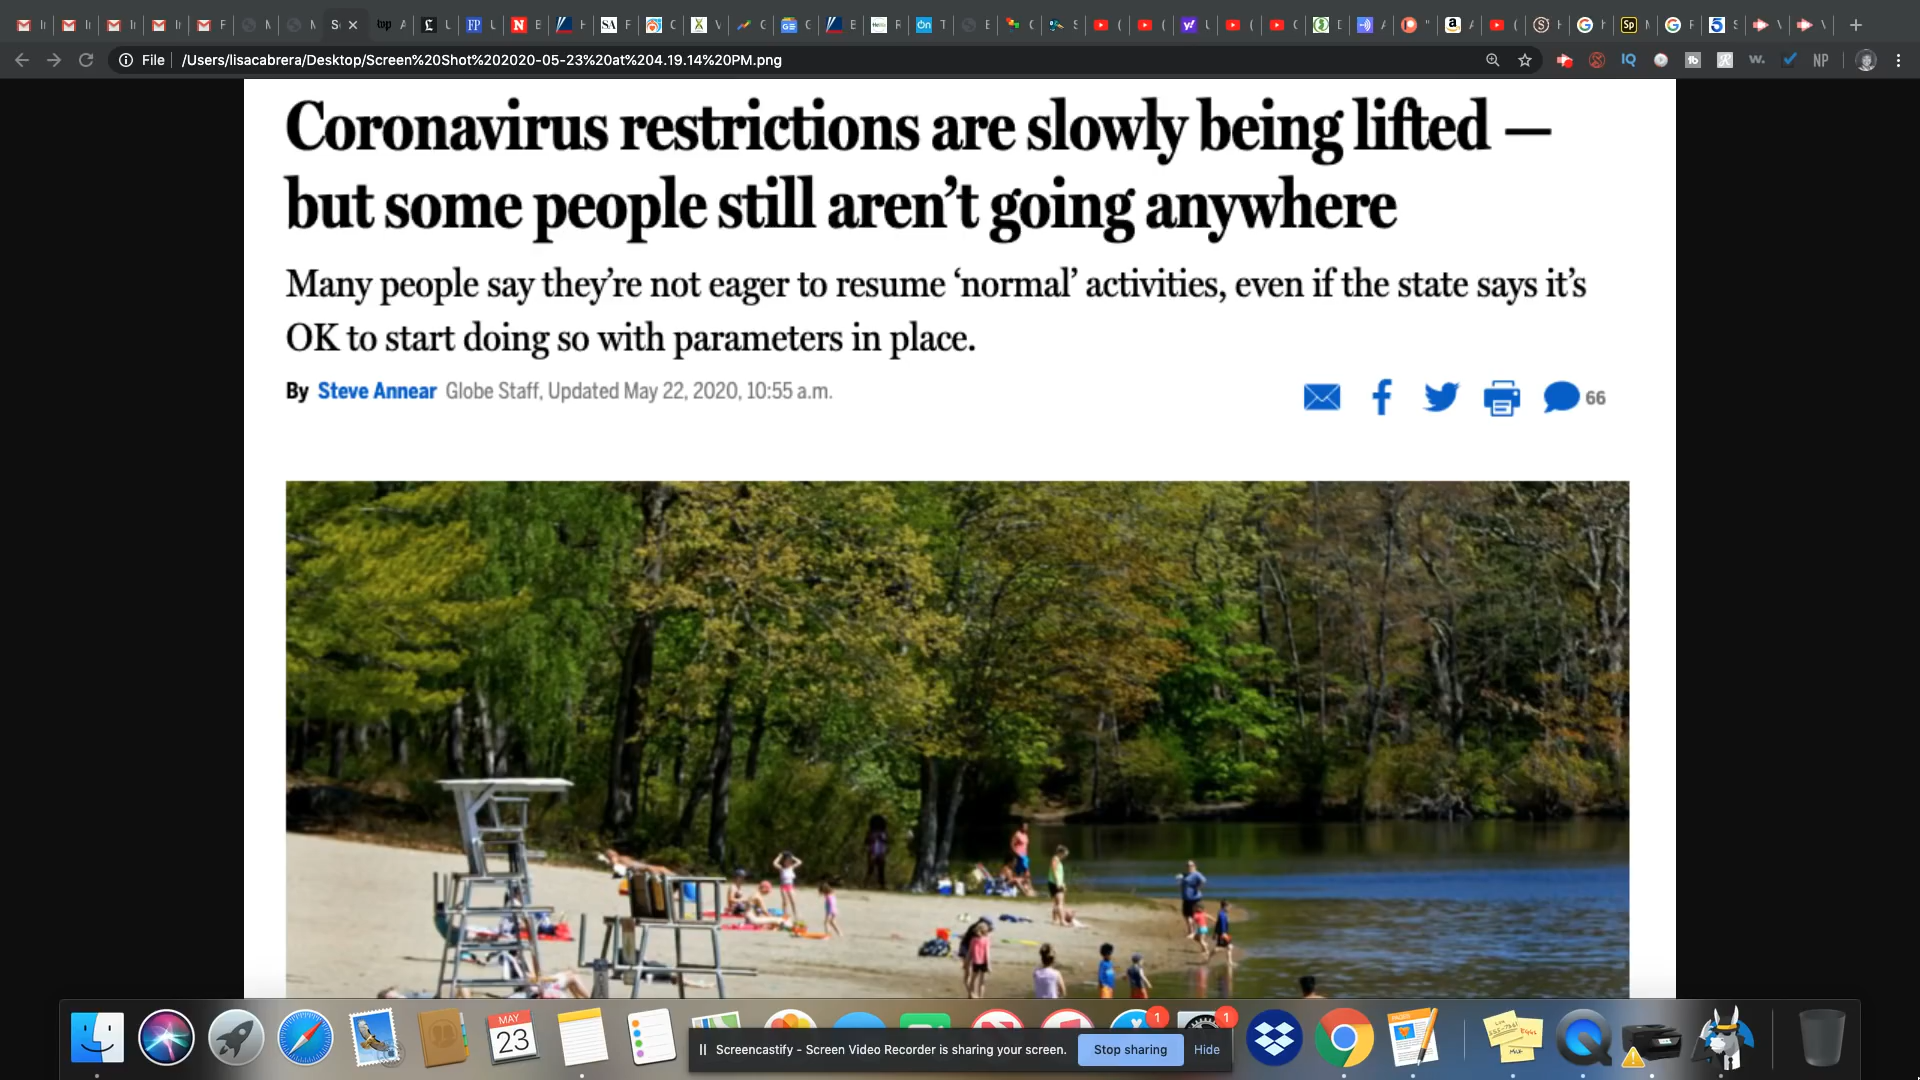 File
/Users/lisacabrera/Desktop/Screen%20Shot%202020-05-23%20at%204.19.14%20PM.png
IQ
w.
NP
Coronavirus restrictions are slowly being lifted —
but some people still aren’t going anywhere
Many people say they’re not eager to resume ‘normal’ activities, even if the state says it’s
OK to start doing so with parameters in place.
By Steve Annear Globe Staff, Updated May 22, 2020, 10:55 a.m.
66
MAY
23
1
1
Screencastify - Screen Video Recorder is sharing your screen.
Stop sharing
Hide